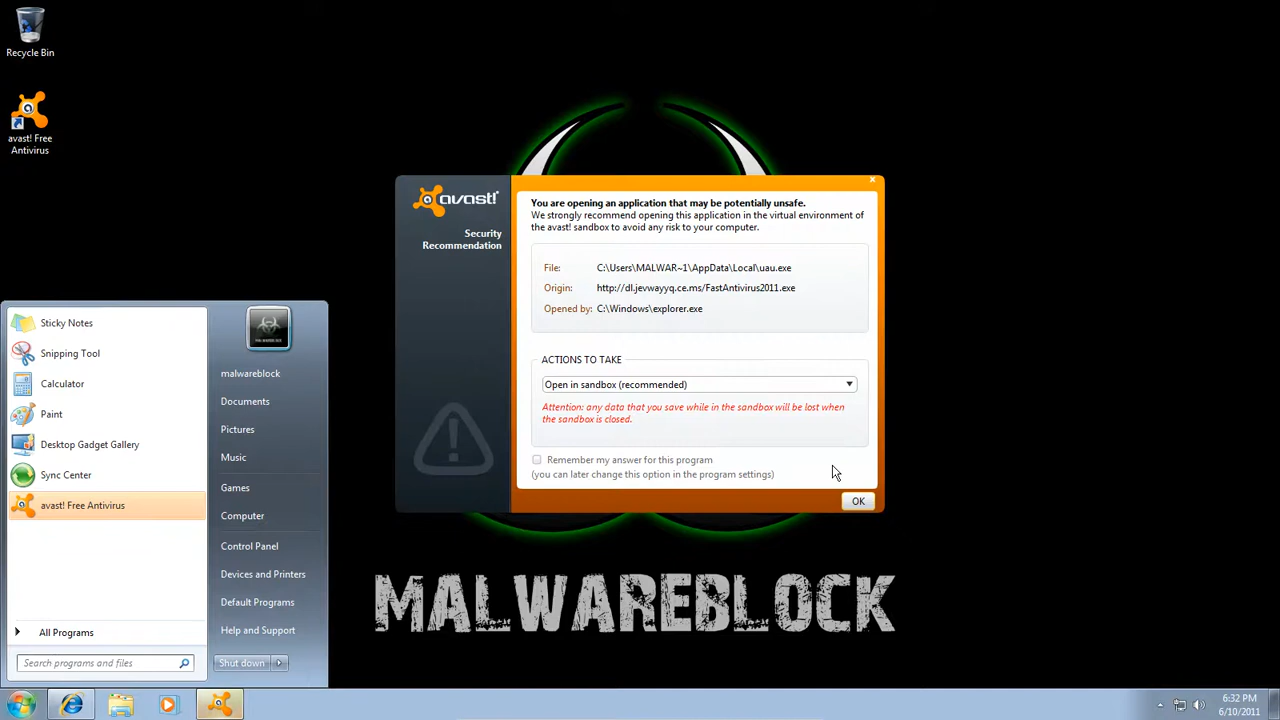 Recycle Bin
avast! Free
Antivirus
avast!
Security
Recommendation
You are opening an application that may be potentially unsafe.
We strongly recommend opening this application in the virtual environment of
the avast! sandbox to avoid any risk to your computer.
File: C:\Users\MALWAR~1\AppData\Local\uau.exe
Origin: http://dl.jevwayyq.ce.ms/FastAntivirus2011.exe
Opened by: C:\Windows\explorer.exe
ACTIONS TO TAKE
Open in sandbox (recommended)
Attention: any data that you save while in the sandbox will be lost when
the sandbox is closed.
Remember my answer for this program
(you can later change this option in the program settings)
OK
Sticky Notes
Snipping Tool
Calculator
Paint
Desktop Gadget Gallery
Sync Center
avast! Free Antivirus
All Programs
Search programs and files
malwareblock
Documents
Pictures
Music
Games
Computer
Control Panel
Devices and Printers
Default Programs
Help and Support
Shut down
MALWAREBLOCK
6:32 PM
6/10/2011